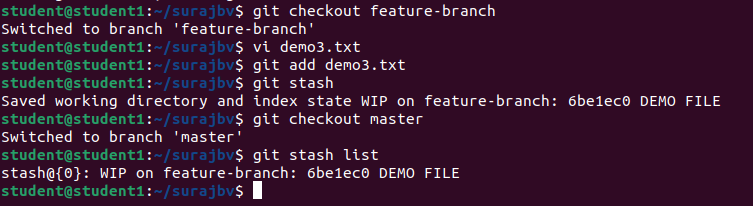 student@student1:~/surajbv$ git checkout feature-branch
Switched to branch 'feature-branch'
student@student1:~/surajbv$ vi demo3.txt
student@student1:~/surajbv$ git add demo3.txt
student@student1:~/surajbv$ git stash
Saved working directory and index state WIP on feature-branch: 6be1ec0 DEMO FILE
student@student1:~/surajbv$ git checkout master
Switched to branch 'master'
student@student1:~/surajbv$ git stash list
stash@{0}: WIP on feature-branch: 6be1ec0 DEMO FILE
student@student1:~/surajbv$